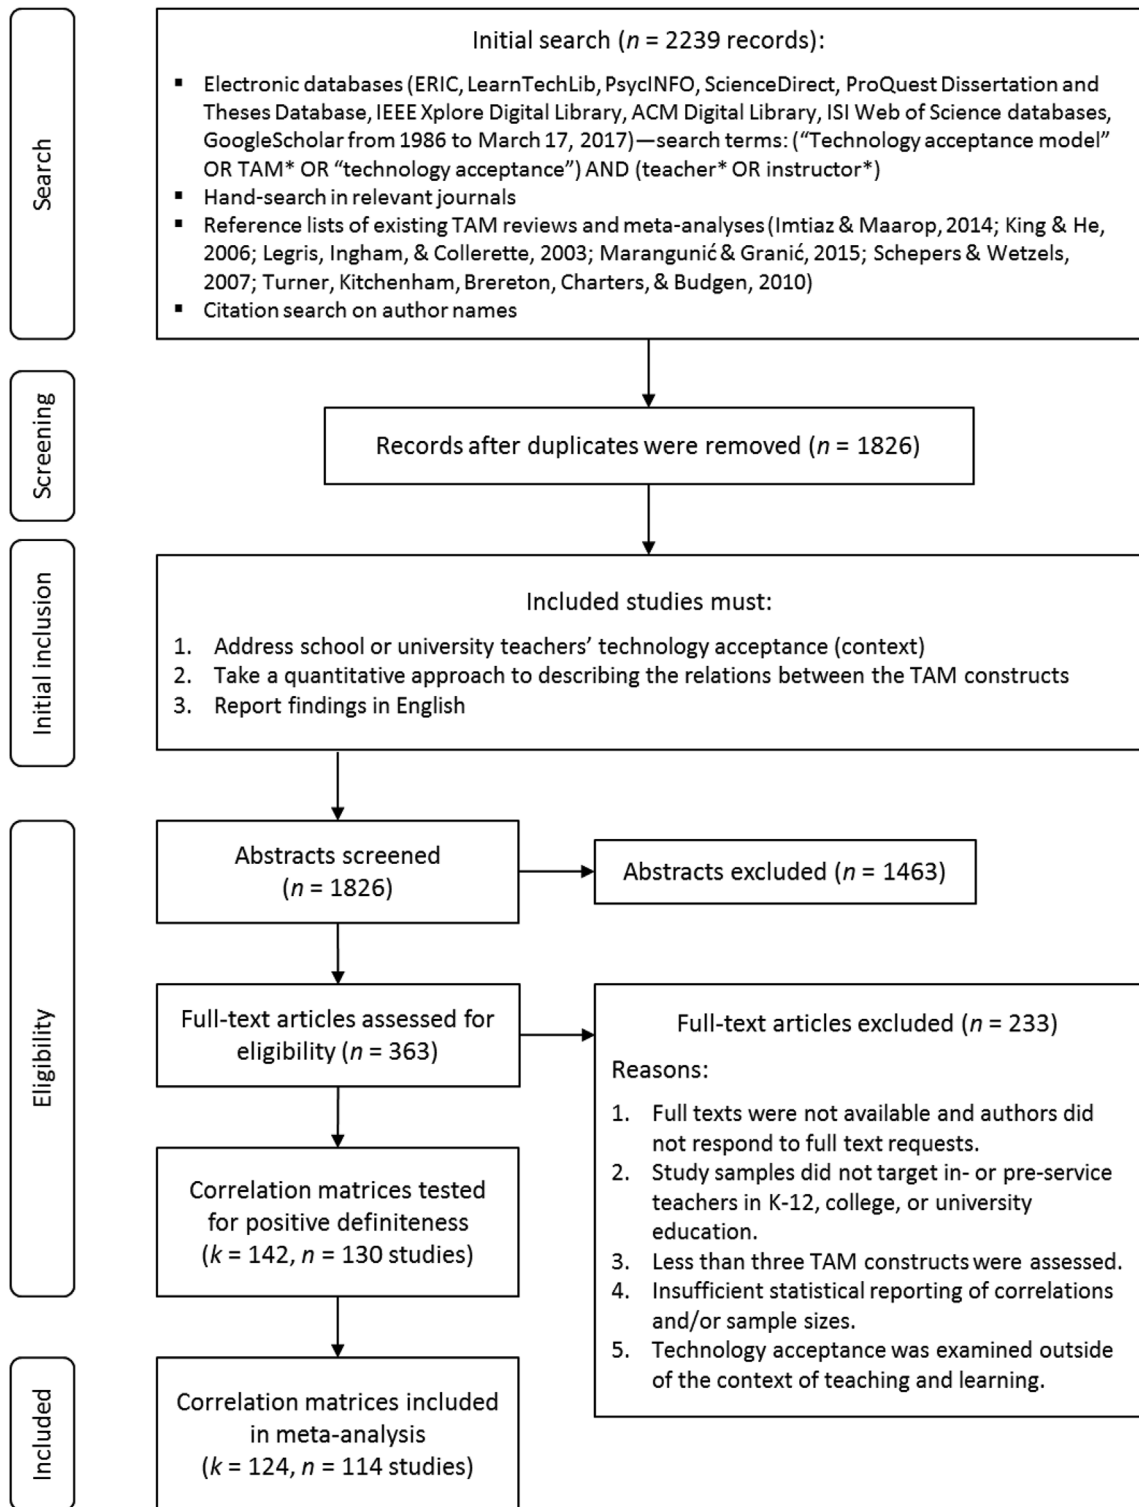 Search
Initial search (n = 2239 records):
▪ Electronic databases (ERIC, LearnTechLib, PsycINFO, ScienceDirect, ProQuest Dissertation and
Theses Database, IEEE Xplore Digital Library, ACM Digital Library, ISI Web of Science databases,
GoogleScholar from 1986 to March 17, 2017)—search terms: (“Technology acceptance model”
OR TAM* OR “technology acceptance”) AND (teacher* OR instructor*)
▪ Hand-search in relevant journals
▪ Reference lists of existing TAM reviews and meta-analyses (Imtiaz & Maarop, 2014; King & He,
2006; Legris, Ingham, & Collerette, 2003; Marangunić & Granić, 2015; Schepers & Wetzels,
2007; Turner, Kitchenham, Brereton, Charters, & Budgen, 2010)
▪ Citation search on author names
Screening
Records after duplicates were removed (n = 1826)
Initial inclusion
Included studies must:
1. Address school or university teachers’ technology acceptance (context)
2. Take a quantitative approach to describing the relations between the TAM constructs
3. Report findings in English
Eligibility
Abstracts screened
(n = 1826)
Abstracts excluded (n = 1463)
Full-text articles assessed for
eligibility (n = 363)
Full-text articles excluded (n = 233)
Reasons:
1. Full texts were not available and authors did
not respond to full text requests.
2. Study samples did not target in- or pre-service
teachers in K-12, college, or university
education.
3. Less than three TAM constructs were assessed.
4. Insufficient statistical reporting of correlations
and/or sample sizes.
5. Technology acceptance was examined outside
of the context of teaching and learning.
Correlation matrices tested
for positive definiteness
(k = 142, n = 130 studies)
Included
Correlation matrices included
in meta-analysis
(k = 124, n = 114 studies)